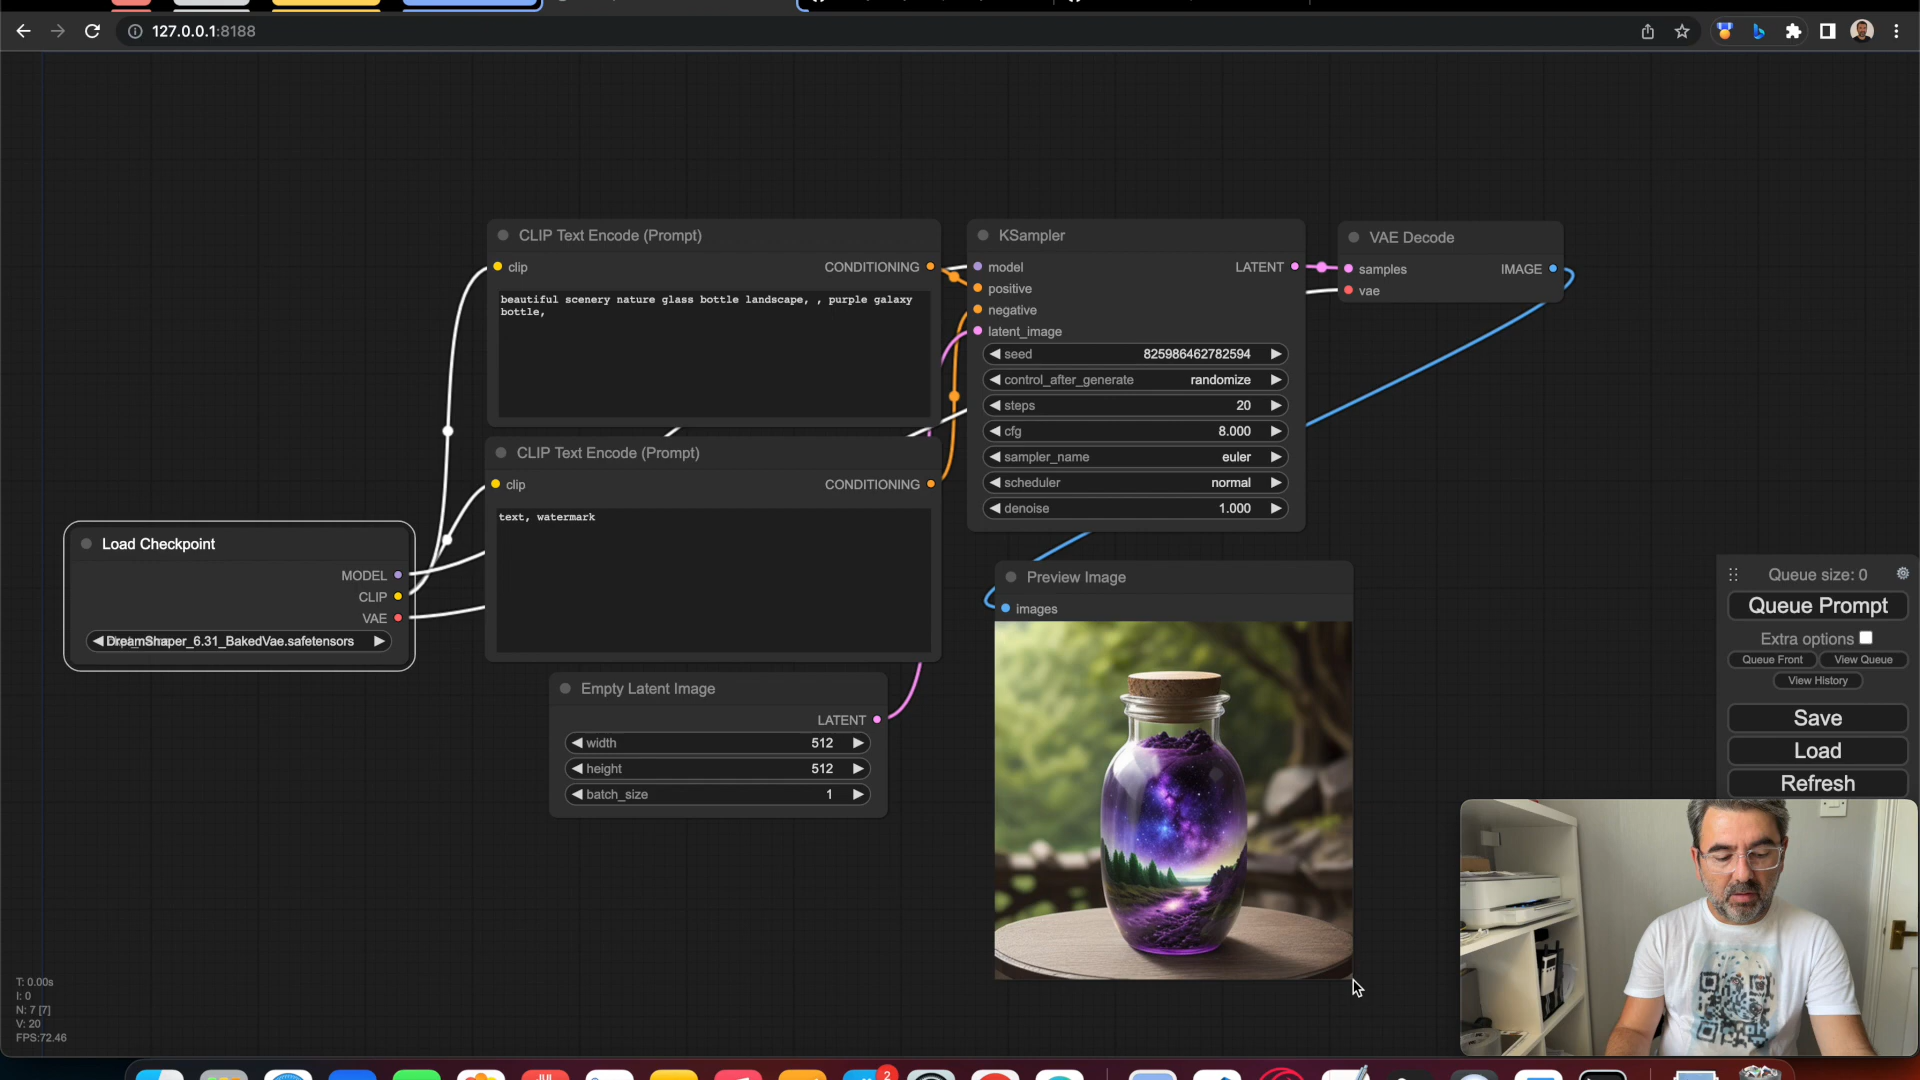 127.0.0.1:8188
CLIP Text Encode (Prompt)
clip
CONDITIONING
beautiful scenery nature glass bottle landscape, , purple galaxy
bottle,
CLIP Text Encode (Prompt)
clip
CONDITIONING
text, watermark
Load Checkpoint
MODEL
CLIP
VAE
DreamShaper_6.31_BakedVae.safetensors
Empty Latent Image
LATENT
width 512
height 512
batch_size 1
KSampler
model
LATENT
positive
negative
latent_image
seed 825986462782594
control_after_generate randomize
steps 20
cfg 8.000
sampler_name euler
scheduler normal
denoise 1.000
VAE Decode
samples
IMAGE
vae
Preview Image
images
Queue size: 0
Queue Prompt
Extra options
Queue Front
View Queue
View History
Save
Load
Refresh
T: 0.00s
I: 0
N: 7 [7]
V: 20
FPS:72.46
2